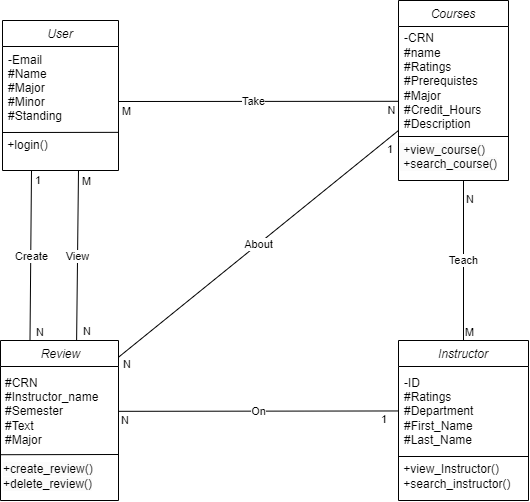 User
-Email
#Name
#Major
#Minor
#Standing
+login()
Courses
-CRN
#name
#Ratings
#Prerequistes
#Major
#Credit_Hours
#Description
+view_course()
+search_course()
M
Take
N
1
M
1
N
Create
View
About
Teach
N
N
N
M
Review
#CRN
#Instructor_name
#Semester
#Text
#Major
+create_review()
+delete_review()
N
On
1
Instructor
-ID
#Ratings
#Department
#First_Name
#Last_Name
+view_Instructor()
+search_instructor()